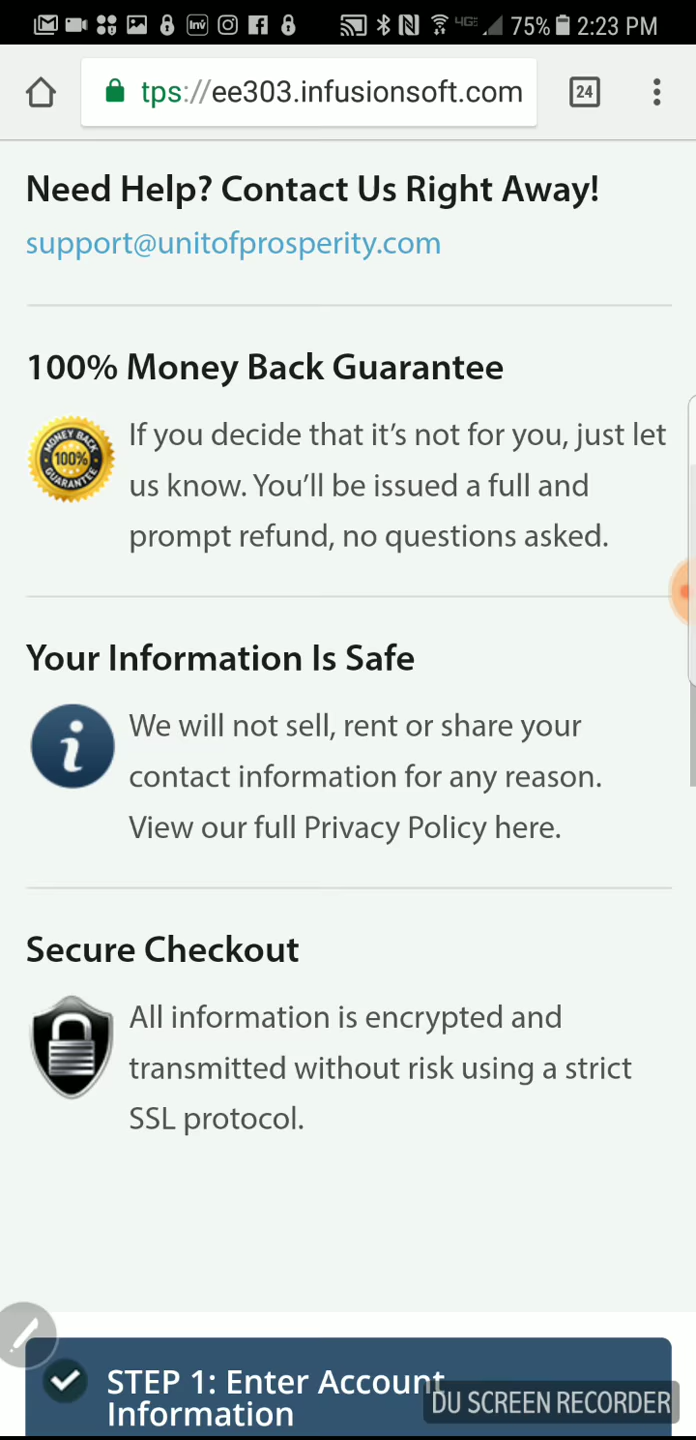 75% 2:23 PM
tps://ee303.infusionsoft.com 24
Need Help? Contact Us Right Away!
support@unitofprosperity.com
100% Money Back Guarantee
MONEY BACK
100%
GUARANTEE
If you decide that it’s not for you, just let
us know. You’ll be issued a full and
prompt refund, no questions asked.
Your Information Is Safe
i
We will not sell, rent or share your
contact information for any reason.
View our full Privacy Policy here.
Secure Checkout
All information is encrypted and
transmitted without risk using a strict
SSL protocol.
STEP 1: Enter Account
Information
DU SCREEN RECORDER